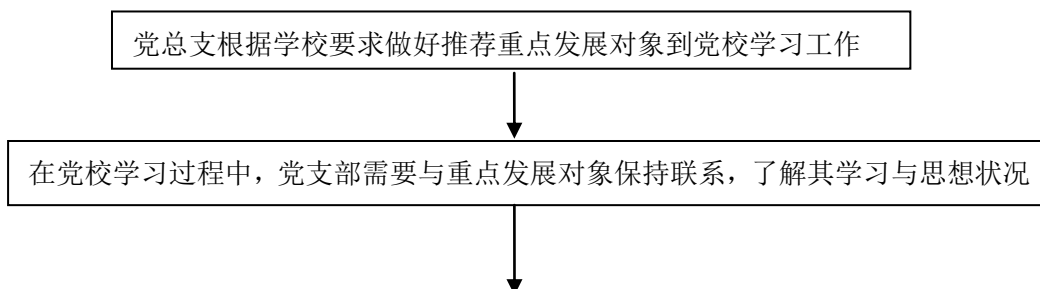 党总支根据学校要求做好推荐重点发展对象到党校学习工作
在党校学习过程中，党支部需要与重点发展对象保持联系，了解其学习与思想状况